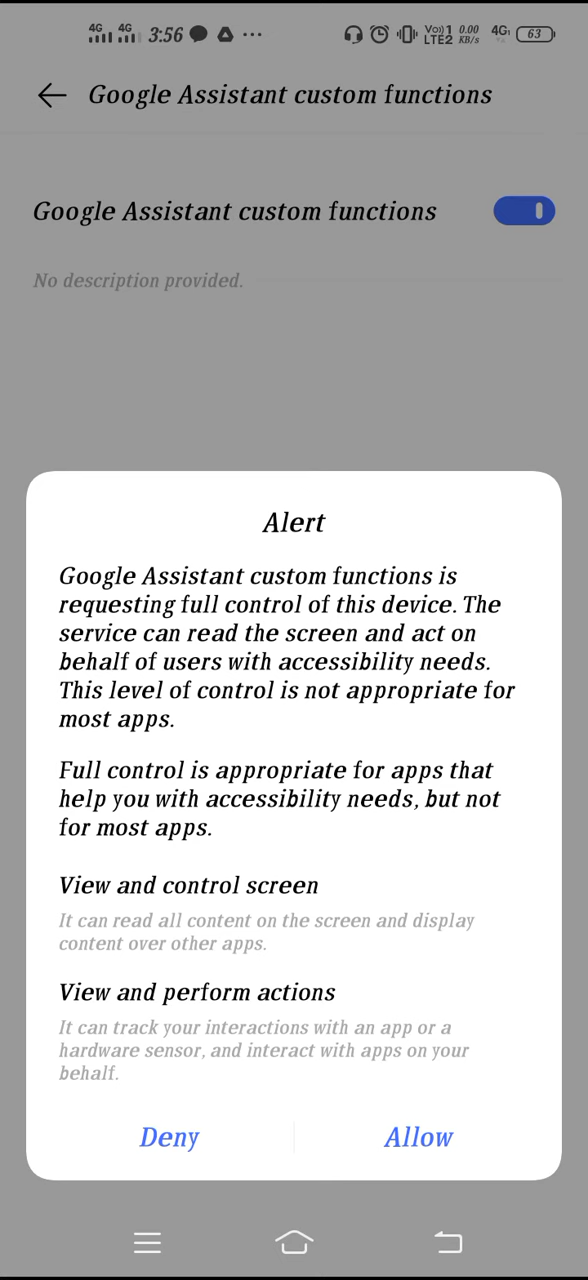 4G 4G 3:56 ... Vo))1 LTE2 0.00 KB/s 4G 63
Google Assistant custom functions
Google Assistant custom functions
No description provided.
Alert
Google Assistant custom functions is
requesting full control of this device. The
service can read the screen and act on
behalf of users with accessibility needs.
This level of control is not appropriate for
most apps.
Full control is appropriate for apps that
help you with accessibility needs, but not
for most apps.
View and control screen
It can read all content on the screen and display
content over other apps.
View and perform actions
It can track your interactions with an app or a
hardware sensor, and interact with apps on your
behalf.
Deny Allow